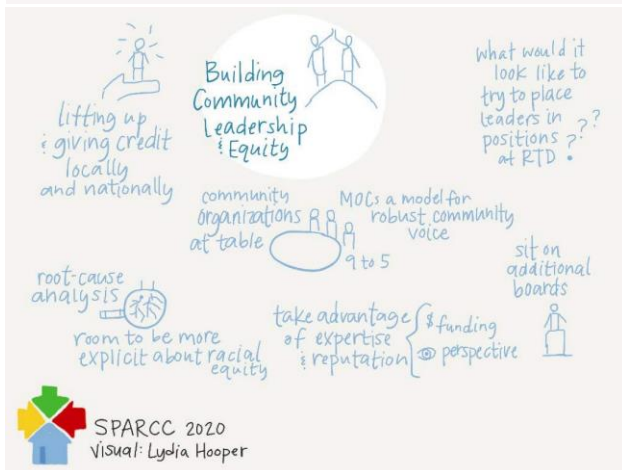 Building
Community
Leadership
& Equity
lifting up
& giving credit
locally
and nationally
what would it
look like to
try to place
leaders in
positions ???
at RTD
community
organizations
at table
9 to 5
MOCs a model for
robust community
voice
sit on
additional
boards
root-cause
analysis
room to be more
explicit about racial
equity
take advantage
of expertise
& reputation
$ funding
perspective
SPARCC 2020
Visual: Lydia Hooper